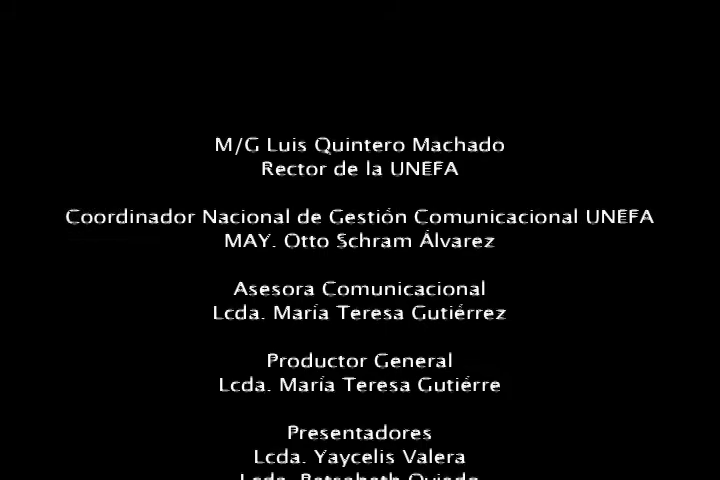 M/G Luis Quintero Machado
Rector de la UNEFA
Coordinador Nacional de Gestión Comunicacional UNEFA
MAY. Otto Schram Álvarez
Asesora Comunicacional
Lcda. María Teresa Gutiérrez
Productor General
Lcda. María Teresa Gutiérre
Presentadores
Lcda. Yaycelis Valera
Lcda.